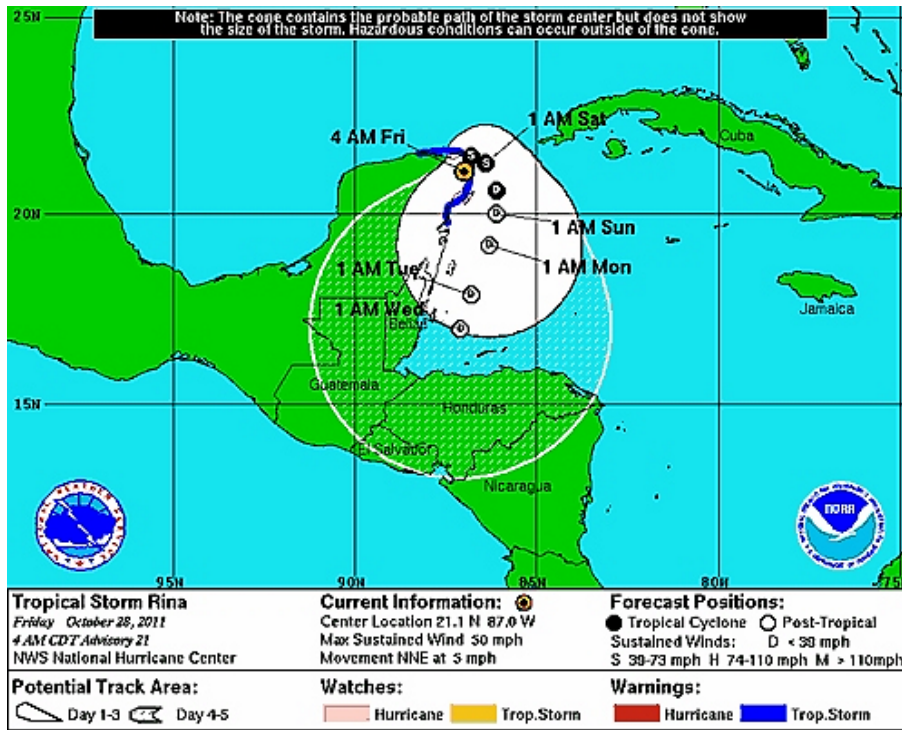 Note: The cone contains the probable path of the storm center but does not show
the size of the storm. Hazardous conditions can occur outside of the cone.
25N
1 AM Sat
4 AM Fri
Cuba
20N
1 AM Sun
1 AM Mon
1 AM Tue
1 AM Wed
Jamaica
Belize
Guatemala
15N
Honduras
El Salvador
Nicaragua
NOAA
95N
90N
85N
80N
-75N
Tropical Storm Rina
Friday October 28, 2011
4 AM CDT Advisory 21
NWS National Hurricane Center
Current Information:
Center Location 21.1 N 87.0 W
Max Sustained Wind 50 mph
Movement NNE at 5 mph
Forecast Positions:
Tropical Cyclone Post-Tropical
Sustained Winds: D < 39 mph
S 39-73 mph H 74-110 mph M > 110mph
Potential Track Area:
Day 1-3 Day 4-5
Watches:
Hurricane Trop.Storm
Warnings:
Hurricane Trop.Storm